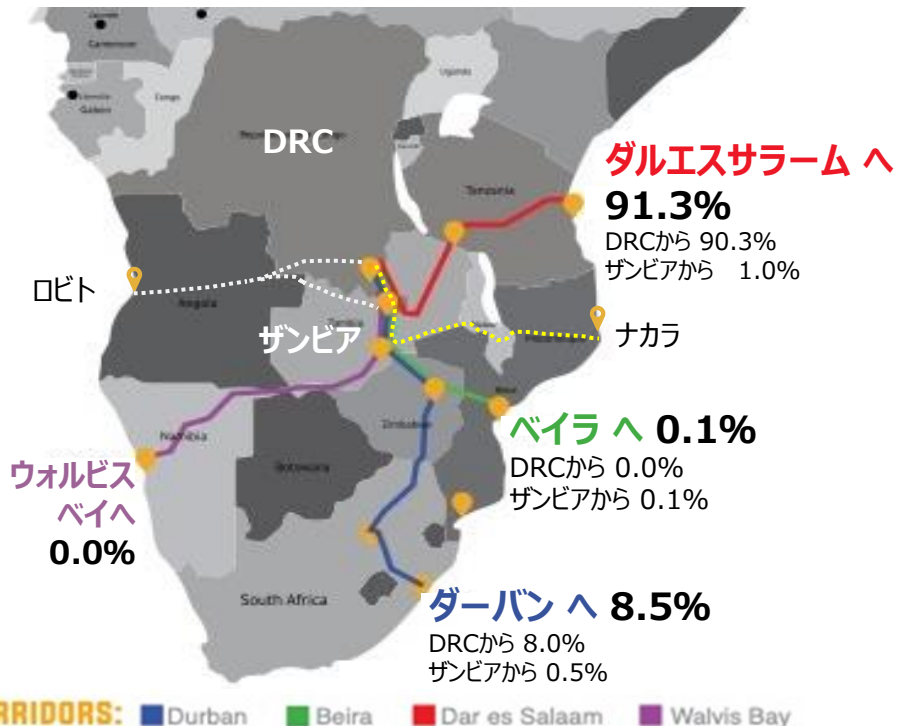 Cameroon
Gabon
Congo
Uganda
DRC
Tanzania
ダルエスサラーム へ
91.3%
DRCから 90.3%
ザンビアから 1.0%
ロビト
Angola
Zambia
ザンビア
ナカラ
Zimbabwe
Beira
Namibia
Botswana
ベイラ へ 0.1%
DRCから 0.0%
ザンビアから 0.1%
ウォルビス
ベイへ
0.0%
South Africa
ダーバン へ 8.5%
DRCから 8.0%
ザンビアから 0.5%
RRIDORS: Durban Beira Dar es Salaam Walvis Bay